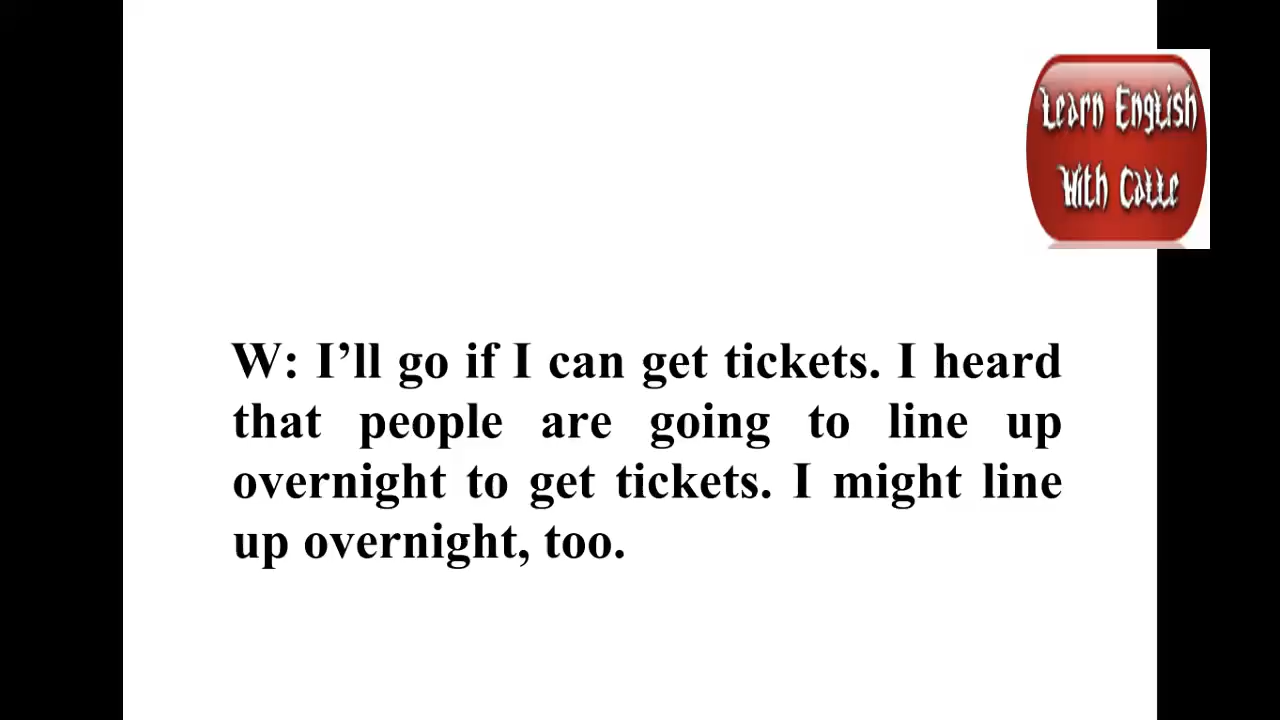 Learn English
With Catte
W: I’ll go if I can get tickets. I heard
that people are going to line up
overnight to get tickets. I might line
up overnight, too.